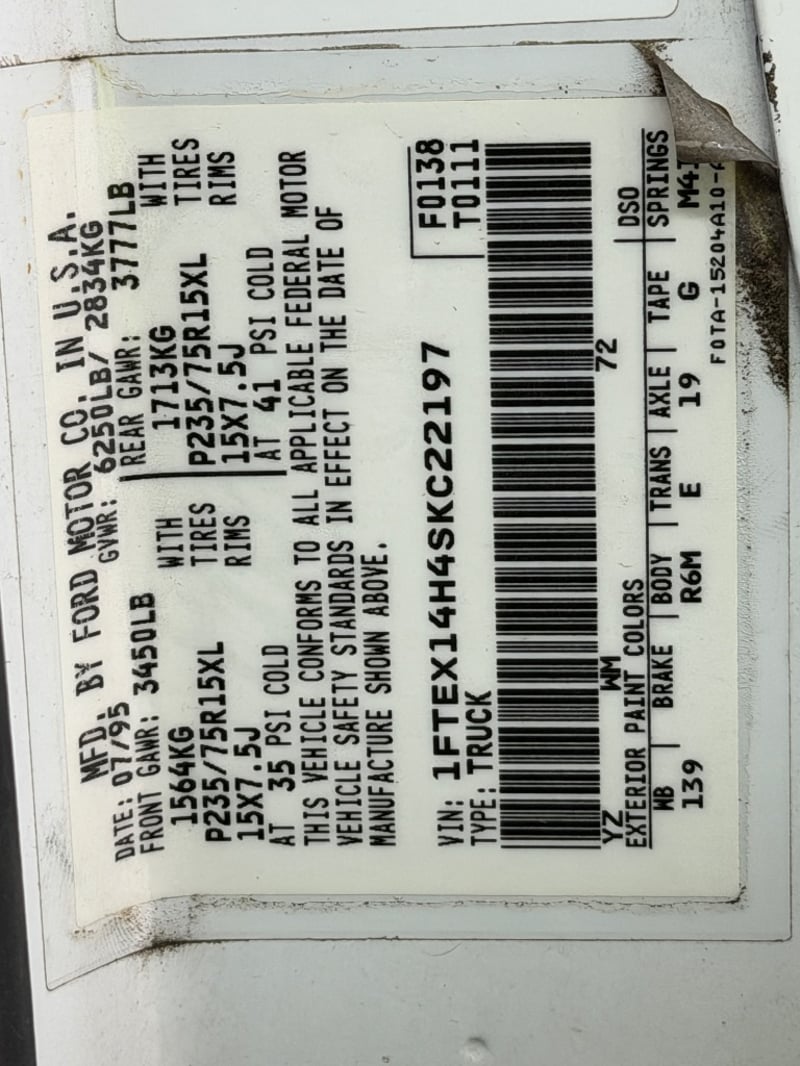 MFD. BY FORD MOTOR CO. IN U.S.A.
DATE: 07/95 GVWR: 6250LB/ 2834KG
FRONT GAWR: 3450LB REAR GAWR: 3777LB
1564KG WITH 1713KG WITH
P235/75R15XL TIRES P235/75R15XL TIRES
15X7.5J RIMS 15X7.5J RIMS
AT 35 PSI COLD AT 41 PSI COLD
THIS VEHICLE CONFORMS TO ALL APPLICABLE FEDERAL MOTOR
VEHICLE SAFETY STANDARDS IN EFFECT ON THE DATE OF
MANUFACTURE SHOWN ABOVE.
F0138
VIN: 1FTEX14H4SKC22197
TYPE: TRUCK T0111
YZ WM 72
EXTERIOR PAINT COLORS DSO
WB BRAKE BODY TRANS AXLE TAPE SPRINGS
139 R6M E 19 G